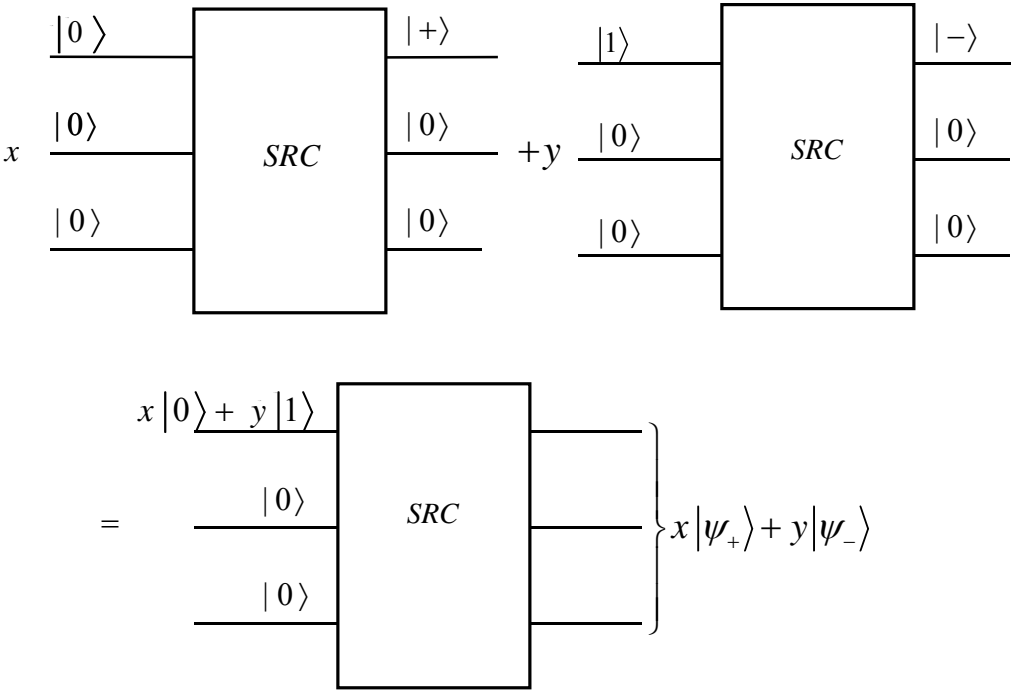 |0⟩ |+⟩ |1⟩ |−⟩
|0⟩ |0⟩ |0⟩ |0⟩
x SRC +y SRC
|0⟩ |0⟩ |0⟩ |0⟩
x|0⟩+ y|1⟩
|0⟩ SRC
= x|ψ₊⟩+ y|ψ₋⟩
|0⟩